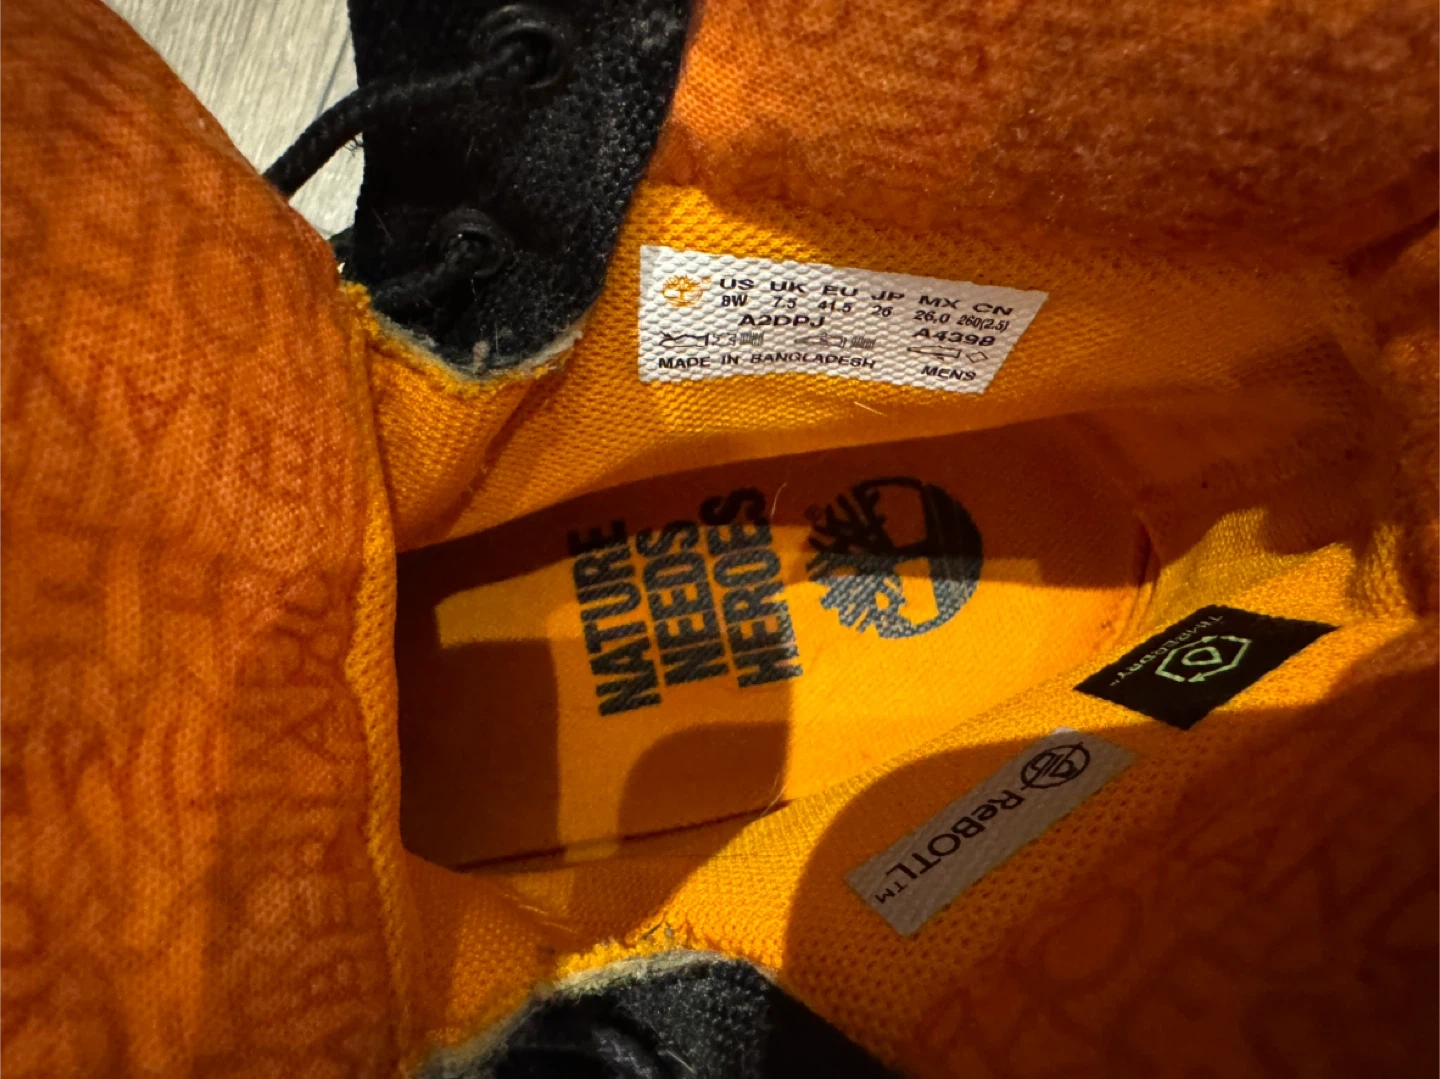 US UK EU JP MX CN
8W 7.5 41.5 26 26.0 260(2.5)
A2DPJ A4398
MADE IN BANGLADESH MENS
NATURE
NEEDS
HEROES
TIMBERDRY™
ReBOTL™